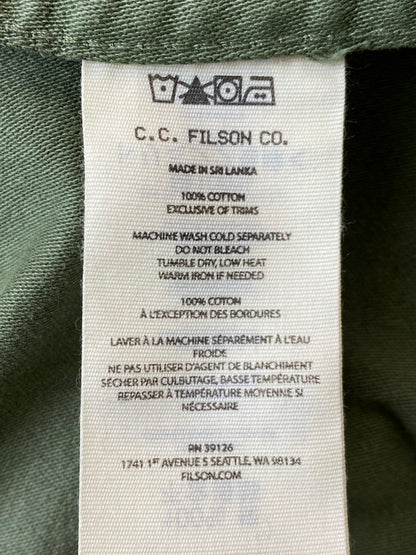 C.C. FILSON CO.
MADE IN SRI LANKA
100% COTTON
EXCLUSIVE OF TRIMS
MACHINE WASH COLD SEPARATELY
DO NOT BLEACH
TUMBLE DRY, LOW HEAT
WARM IRON IF NEEDED
100% COTON
À L'EXCEPTION DES BORDURES
LAVER À LA MACHINE SÉPARÉMENT À L'EAU
FROIDE
NE PAS UTILISER D'AGENT DE BLANCHIMENT
SÉCHER PAR CULBUTAGE, BASSE TEMPÉRATURE
REPASSER À TEMPÉRATURE MOYENNE SI
NÉCESSAIRE
RN 39126
1741 1ST AVENUE S SEATTLE, WA 98134
FILSON.COM